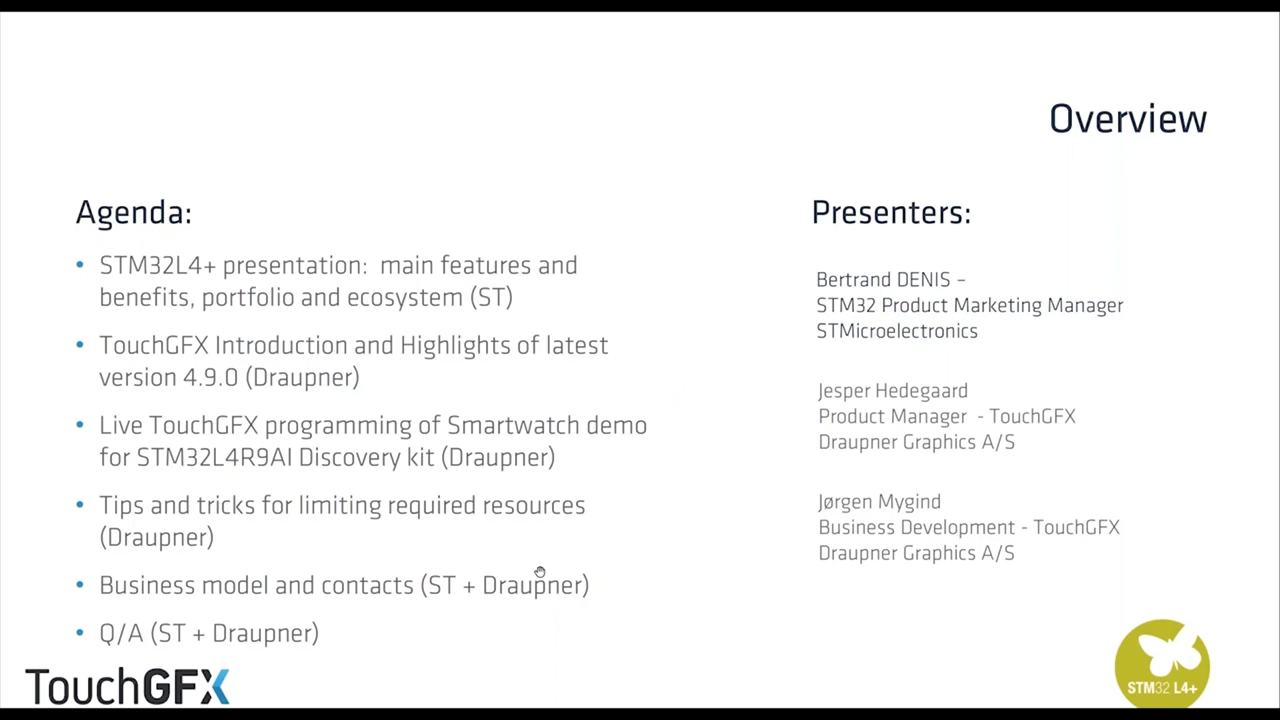 Overview
Agenda:
• STM32L4+ presentation:  main features and
benefits, portfolio and ecosystem (ST)
• TouchGFX Introduction and Highlights of latest
version 4.9.0 (Draupner)
• Live TouchGFX programming of Smartwatch demo
for STM32L4R9AI Discovery kit (Draupner)
• Tips and tricks for limiting required resources
(Draupner)
• Business model and contacts (ST + Draupner)
• Q/A (ST + Draupner)
Presenters:
Bertrand DENIS –
STM32 Product Marketing Manager
STMicroelectronics
Jesper Hedegaard
Product Manager  - TouchGFX
Draupner Graphics A/S
Jørgen Mygind
Business Development - TouchGFX
Draupner Graphics A/S
TouchGFX
STM32 L4+